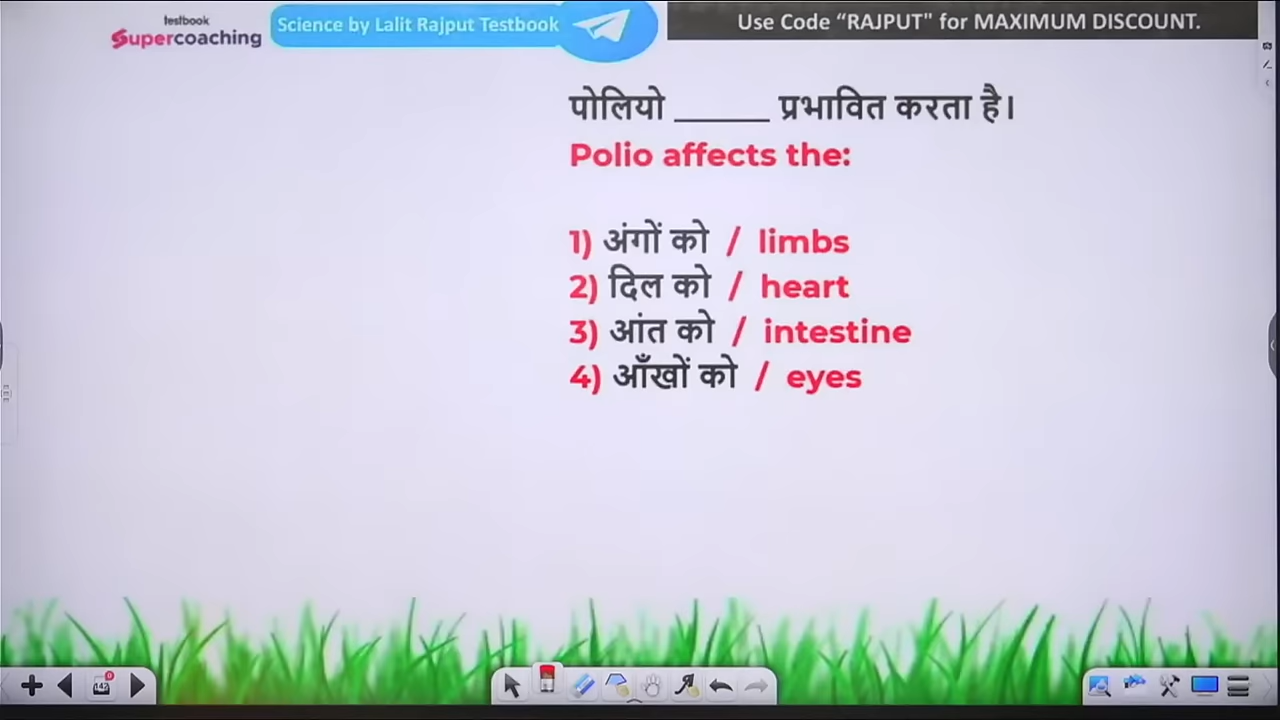 testbook
Supercoaching
Science by Lalit Rajput Testbook
Use Code “RAJPUT" for MAXIMUM DISCOUNT.
पोलियो ______ प्रभावित करता है।
Polio affects the:
1) अंगों को / limbs
2) दिल को / heart
3) आंत को / intestine
4) आँखों को / eyes
142